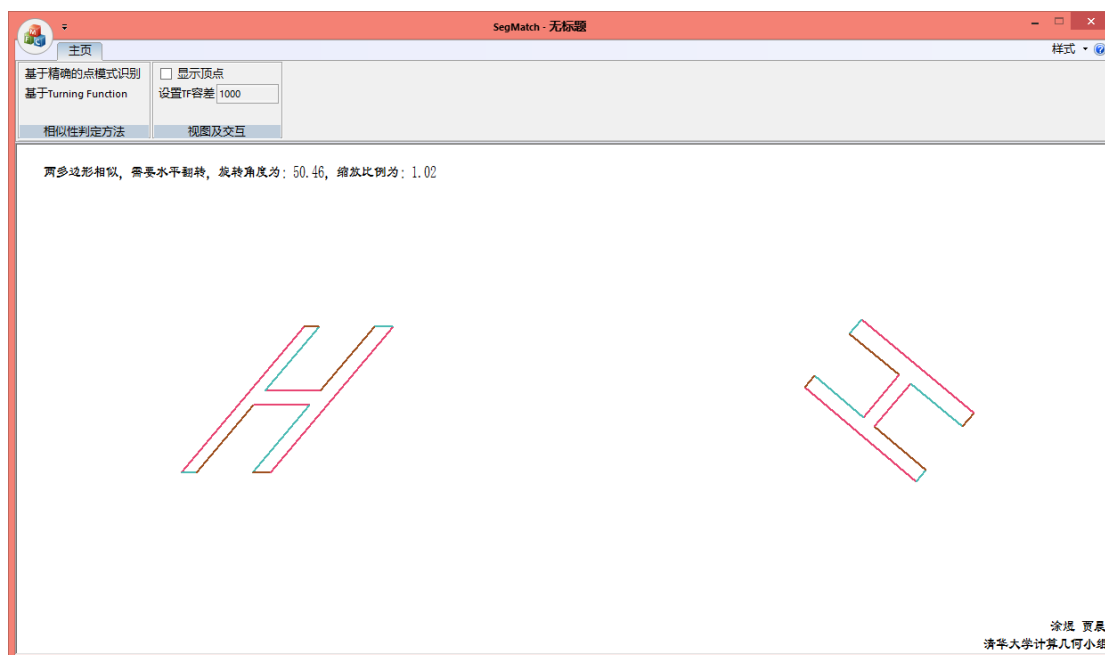 SegMatch - 无标题
主页
样式
基于精确的点模式识别
显示顶点
基于Turning Function
设置TF容差 1000
相似性判定方法
视图及交互
两多边形相似, 需要水平翻转, 旋转角度为: 50.46, 缩放比例为: 1.02
涂煜 贾晨
清华大学计算几何小组